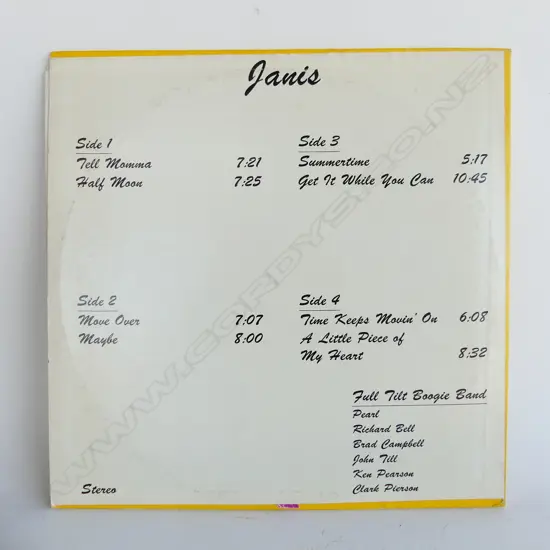 Janis
Side 1
Tell Momma 7:21
Half Moon 7:25
Side 2
Move Over 7:07
Maybe 8:00
Side 3
Summertime 5:17
Get It While You Can 10:45
Side 4
Time Keeps Movin' On 6:08
A Little Piece of
My Heart 8:32
Full Tilt Boogie Band
Pearl
Richard Bell
Brad Campbell
John Till
Ken Pearson
Clark Pierson
Stereo
WWW.CORDYS.CO.NZ